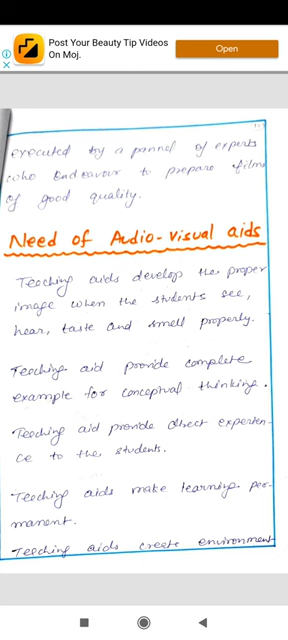 Post Your Beauty Tip Videos
On Moj.
Open
executed by a pannel of experts
who endeavour to prepare films
of good quality.
Need of Audio-Visual aids
Teaching aids develop the proper
image when the students see,
hear, taste and smell properly.
Teaching aid provide complete
example for conceptual thinking.
Teaching aid provide direct experien-
ce to the students.
Teaching aids make learning per-
manent.
Teaching aids create environment